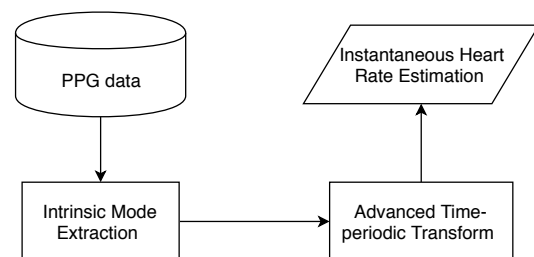 PPG data
Intrinsic Mode
Extraction
Advanced Time-
periodic Transform
Instantaneous Heart
Rate Estimation